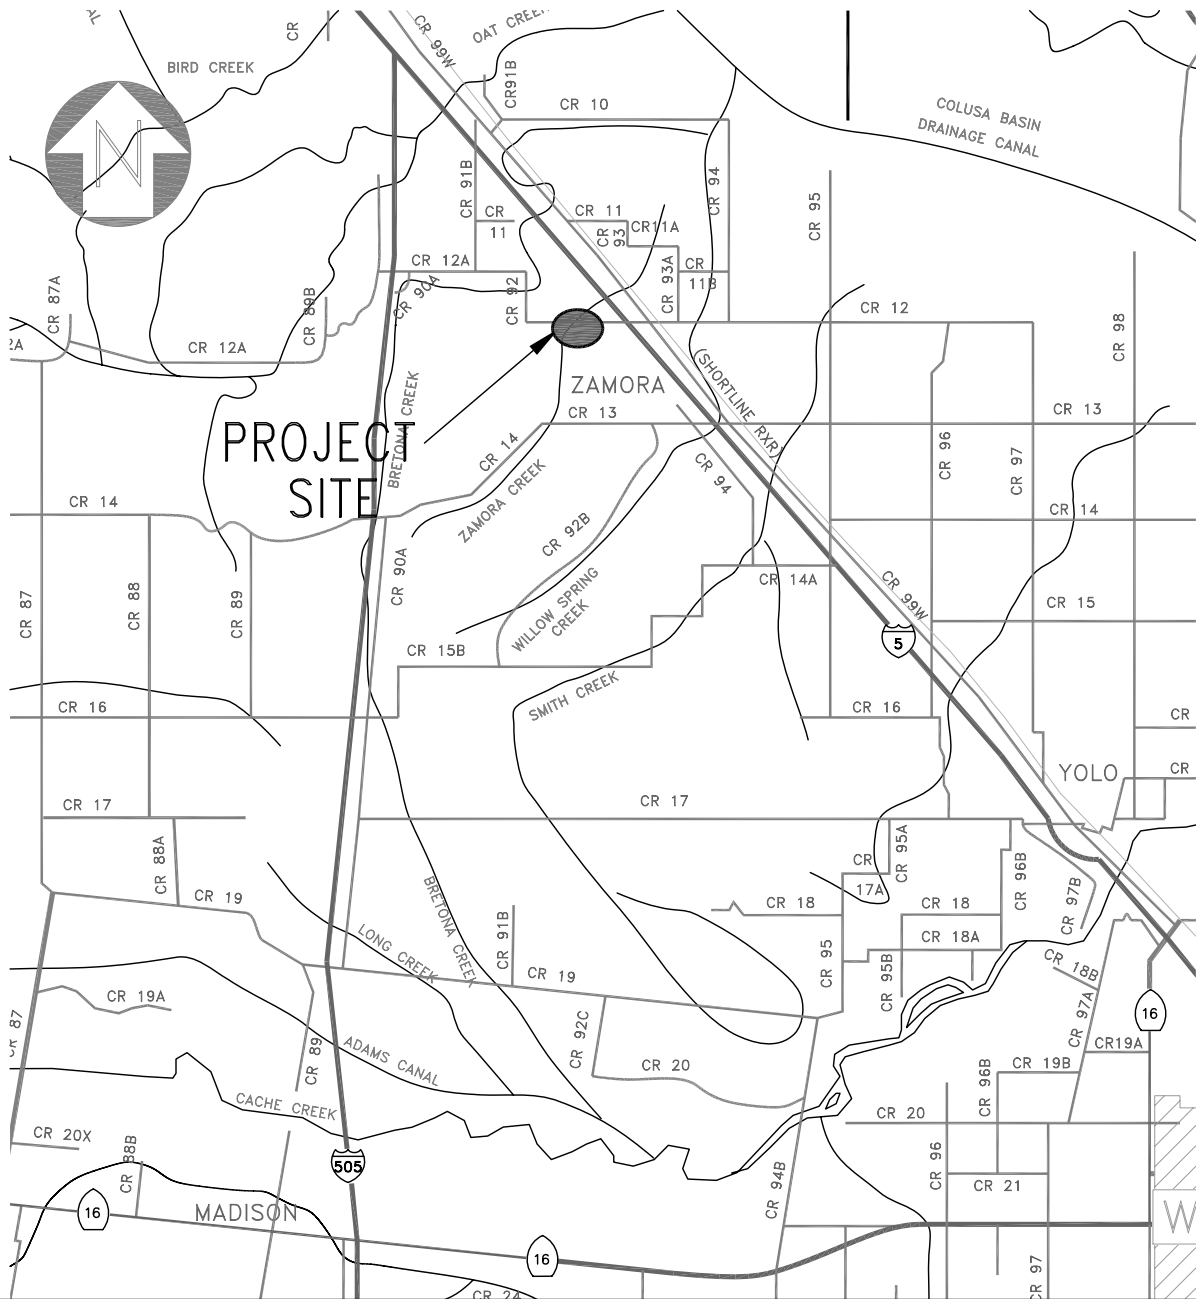 CR 99W
OAT CREEK
CR
BIRD CREEK
CR91B
CR 10
COLUSA BASIN
DRAINAGE CANAL
N
CR 91B
CR 94
CR 95
CR
11
CR 11
CR
93
CR11A
CR 12A
CR 93A
CR
11B
CR 87A
CR 89B
CR 90A
CR 92
CR 12
CR 98
2A
CR 12A
(SHORTLINE RXR)
ZAMORA
BRETONA CREEK
CR 13
CR 13
PROJECT
SITE
CR 14
CR 94
CR 96
CR 97
ZAMORA CREEK
CR 14
CR 14
CR 92B
CR 90A
CR 14A
CR 99W
CR 87
CR 88
CR 89
WILLOW SPRING
CREEK
CR 15
5
CR 15B
SMITH CREEK
CR 16
CR 16
CR
YOLO
CR
CR 17
CR 17
CR 88A
CR 95A
CR
17A
CR 96B
CR 97B
CR 19
BRETONA CREEK
CR 18
CR 18
CR 91B
LONG CREEK
CR 18A
CR 95
CR 95B
CR 18B
CR 19
CR 19A
CR 97A
16
CR 87
CR 92C
CR 89
ADAMS CANAL
CR19A
CR 20
CR 19B
CR 96B
CACHE CREEK
CR 20
CR 20X
CR 88B
505
CR 96
CR 94B
CR 21
16
MADISON
W
16
CR 97
CR 24